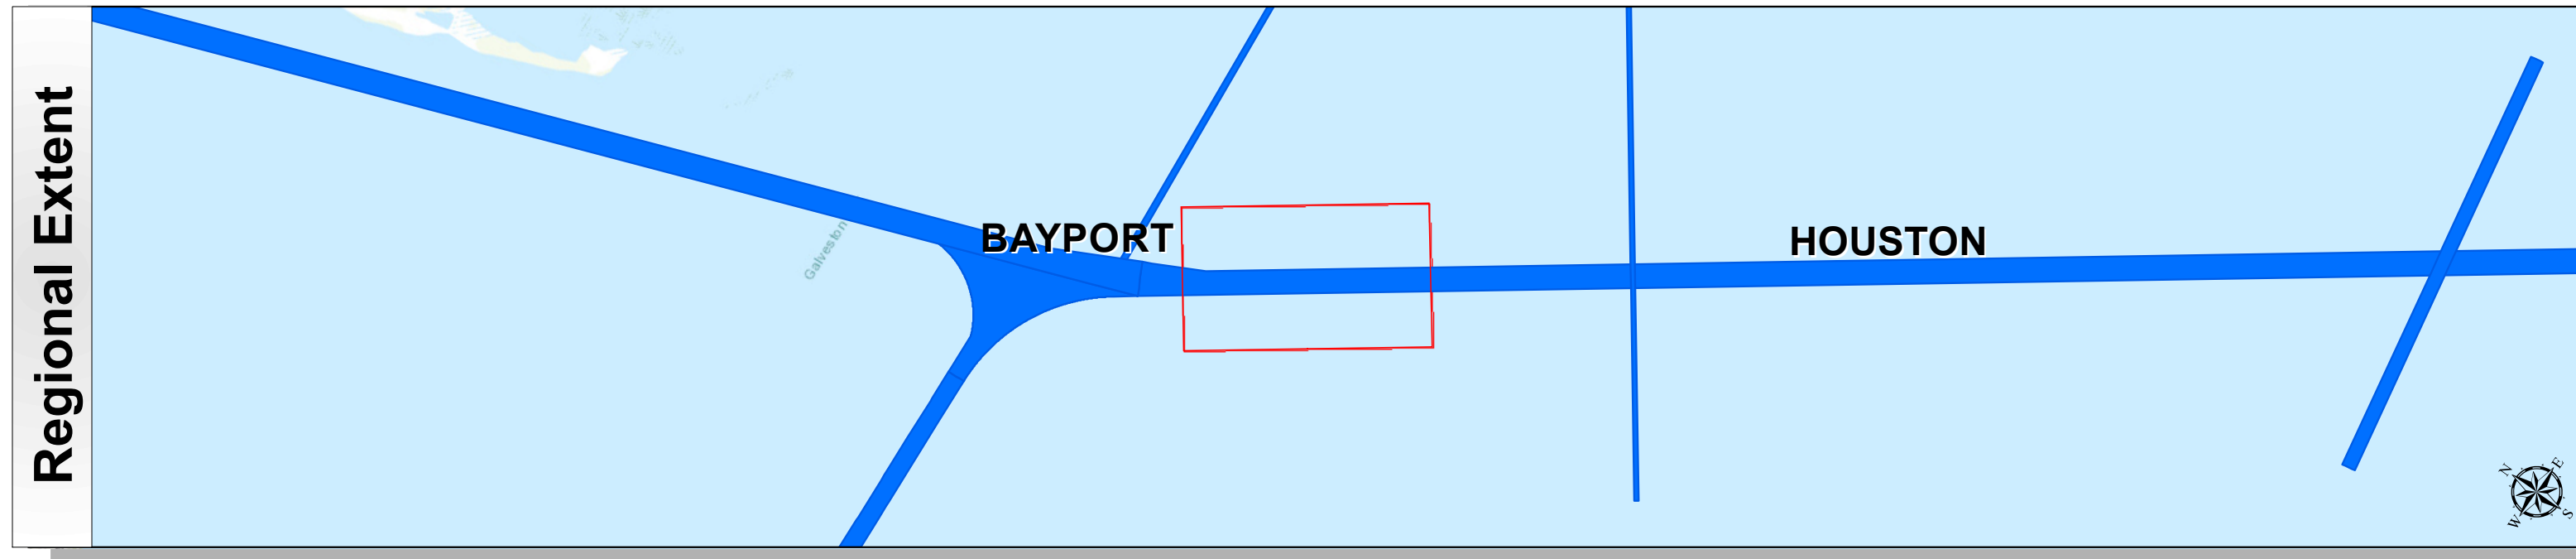 Regional Extent
Galveston
BAYPORT
HOUSTON
N
E
W
S